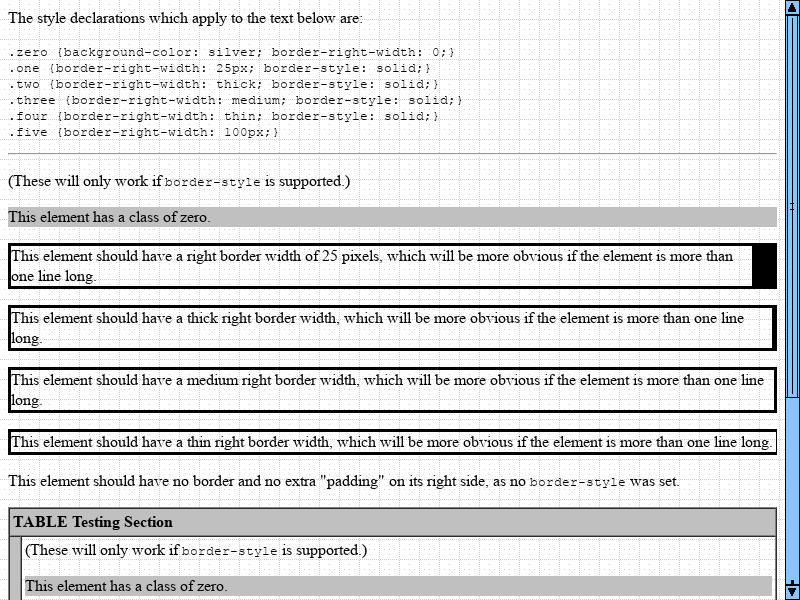 The style declarations which apply to the text below are:
.zero {background-color: silver; border-right-width: 0;}
.one {border-right-width: 25px; border-style: solid;}
.two {border-right-width: thick; border-style: solid;}
.three {border-right-width: medium; border-style: solid;}
.four {border-right-width: thin; border-style: solid;}
.five {border-right-width: 100px;}
(These will only work if border-style is supported.)
This element has a class of zero.
This element should have a right border width of 25 pixels, which will be more obvious if the element is more than
one line long.
This element should have a thick right border width, which will be more obvious if the element is more than one line
long.
This element should have a medium right border width, which will be more obvious if the element is more than one line
long.
This element should have a thin right border width, which will be more obvious if the element is more than one line long.
This element should have no border and no extra "padding" on its right side, as no border-style was set.
TABLE Testing Section
(These will only work if border-style is supported.)
This element has a class of zero.